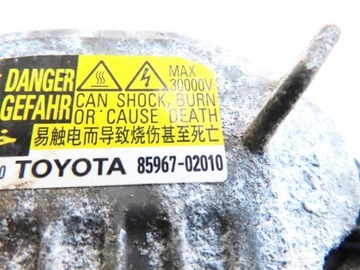 DANGER
GEFAHR
MAX
30000V
CAN SHOCK, BURN
OR CAUSE DEATH
易触电而导致烧伤甚至死亡
0 TOYOTA 85967-02010